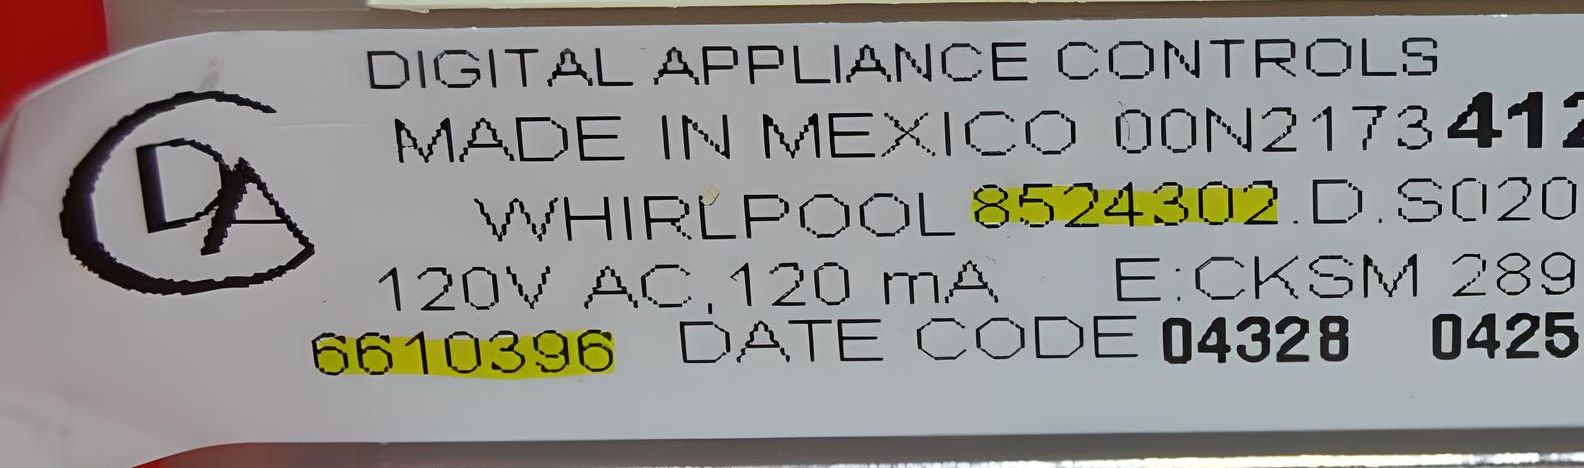 DIGITAL APPLIANCE CONTROLS
DA MADE IN MEXICO 00N2173 412
WHIRLPOOL 8524302.D.S020
120V AC, 120 mA E:CKSM 289
6610396 DATE CODE 04328 0425